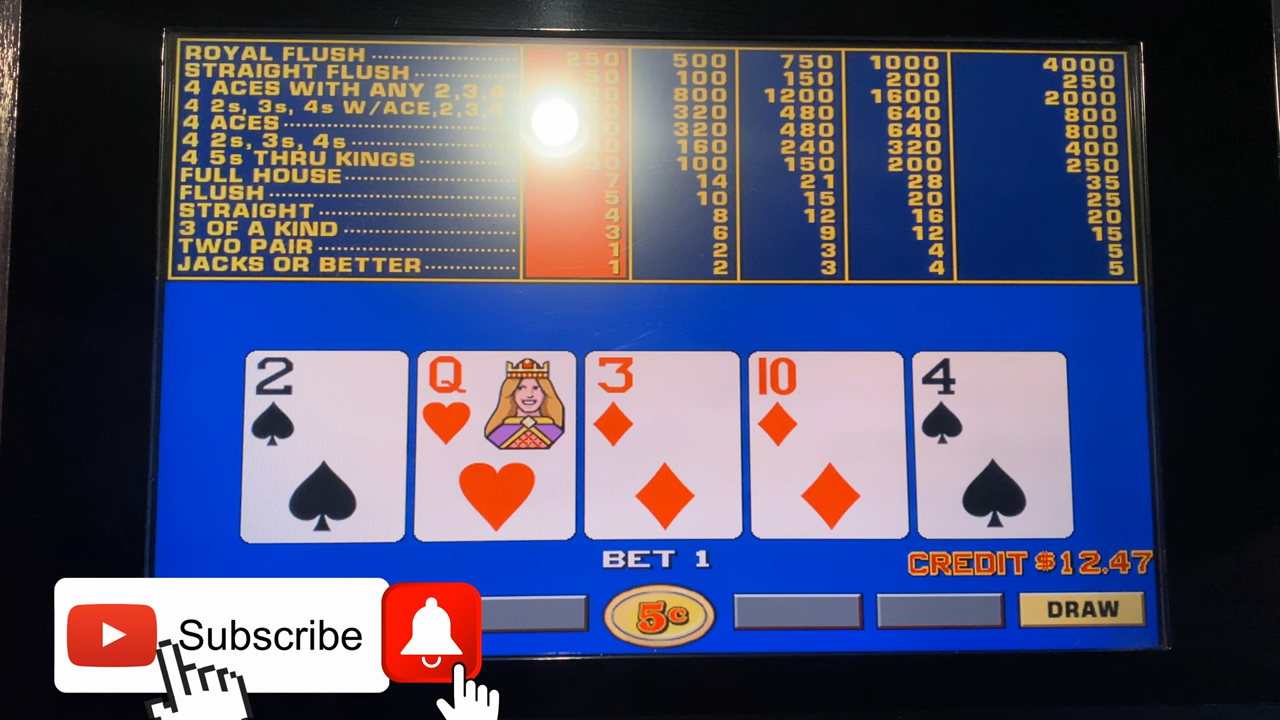 ROYAL FLUSH 250 500 750 1000 4000
STRAIGHT FLUSH 50 100 150 200 250
4 ACES WITH ANY 2,3,4 800 1200 1600 2000
4 2s, 3s, 4s W/ACE,2,3,4 320 480 640 800
4 ACES 320 480 640 800
4 2s, 3s, 4s 160 240 320 400
4 5s THRU KINGS 50 100 150 200 250
FULL HOUSE 7 14 21 28 35
FLUSH 5 10 15 20 25
STRAIGHT 4 8 12 16 20
3 OF A KIND 3 6 9 12 15
TWO PAIR 1 2 3 4 5
JACKS OR BETTER 1 2 3 4 5
2 Q 3 10 4
BET 1
CREDIT $12.47
5¢
DRAW
Subscribe